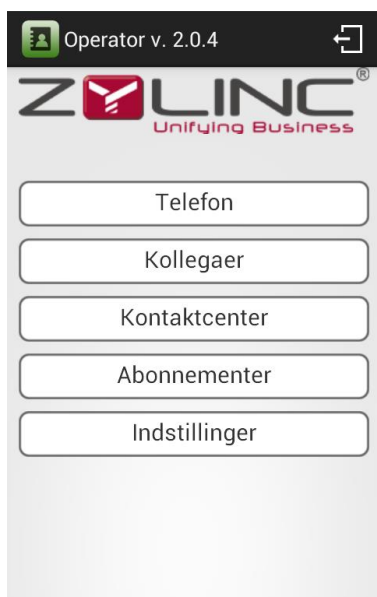 Operator v. 2.0.4
ZYLINC®
Unifying Business
Telefon
Kollegaer
Kontaktcenter
Abonnementer
Indstillinger